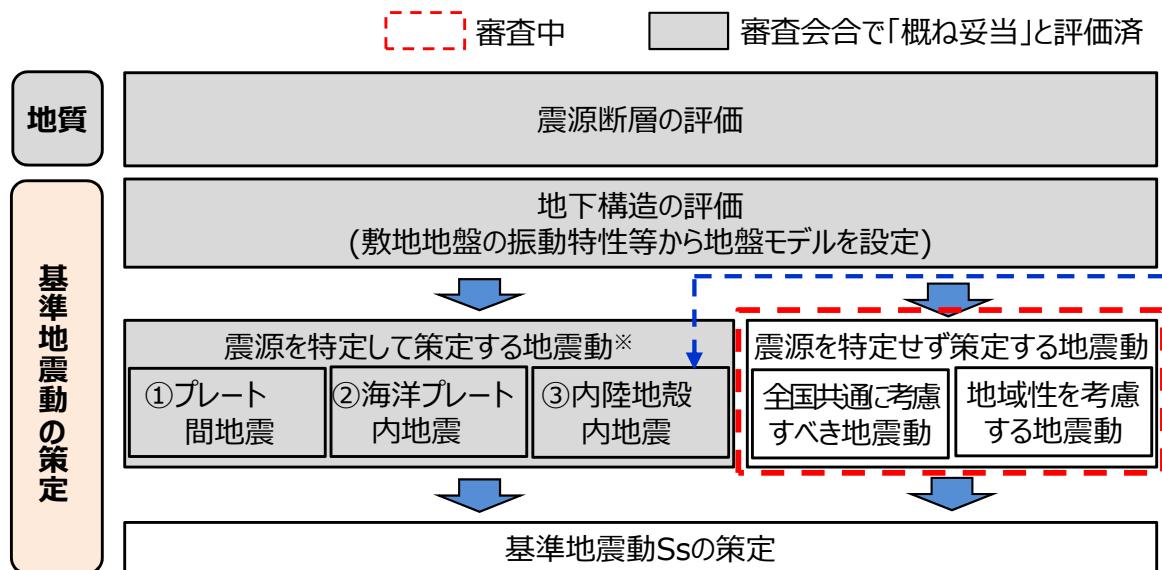 審査中
審査会合で「概ね妥当」と評価済
地質
震源断層の評価
基準地震動の策定
地下構造の評価
(敷地地盤の振動特性等から地盤モデルを設定)
震源を特定して策定する地震動※
①プレート
間地震
②海洋プレート
内地震
③内陸地殻
内地震
震源を特定せず策定する地震動
全国共通に考慮
すべき地震動
地域性を考慮
する地震動
基準地震動Ssの策定